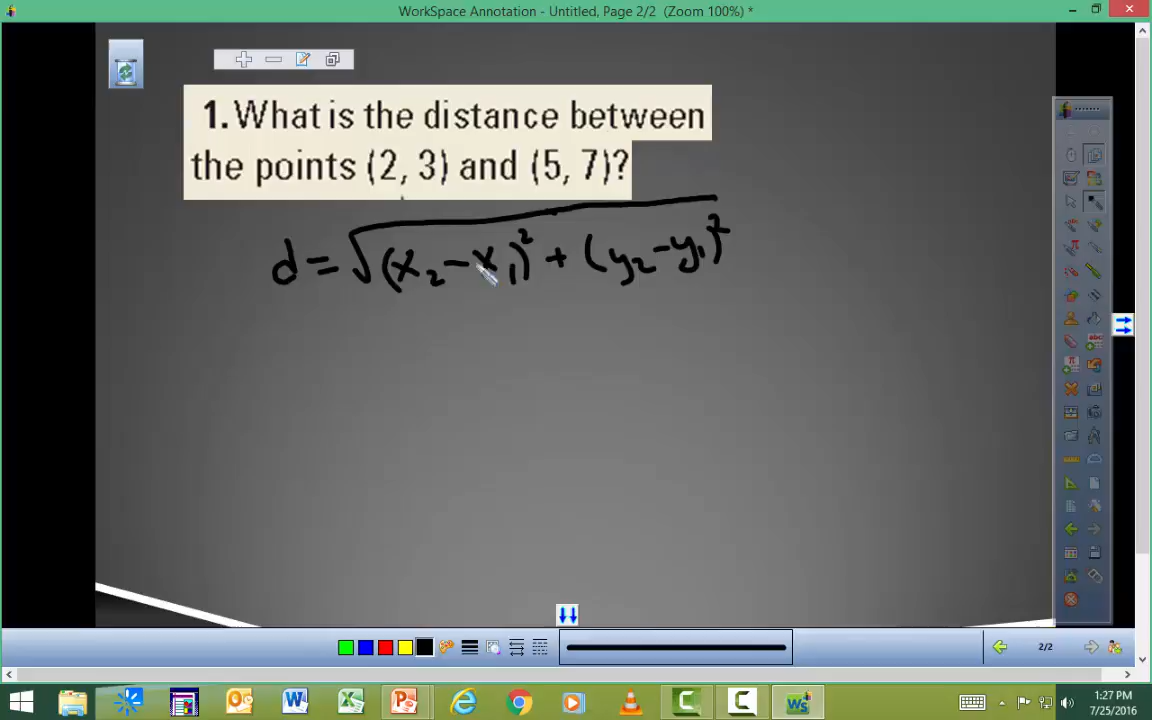 WorkSpace Annotation - Untitled, Page 2/2 (Zoom 100%) *
1. What is the distance between
the points (2, 3) and (5, 7)?
d = √(x₂ - x₁)² + (y₂ - y₁)²
2/2
1:27 PM
7/25/2016